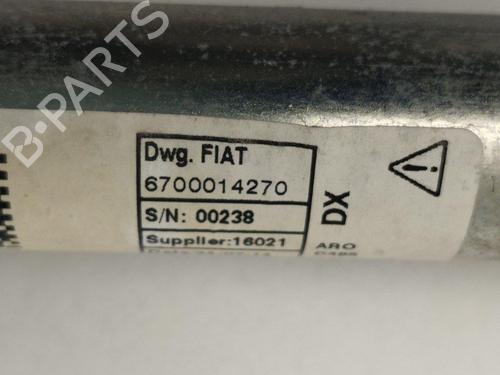 B-PARTS
Dwg. FIAT
6700014270
S/N: 00238
Supplier:16021
DX
ARO